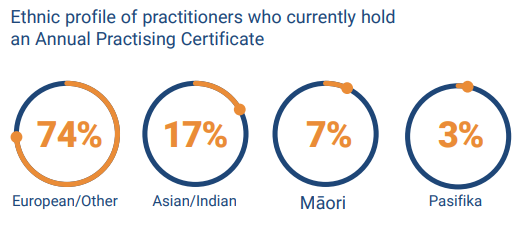 Ethnic profile of practitioners who currently hold
an Annual Practising Certificate
74%
17%
7%
3%
European/Other
Asian/Indian
Māori
Pasifika